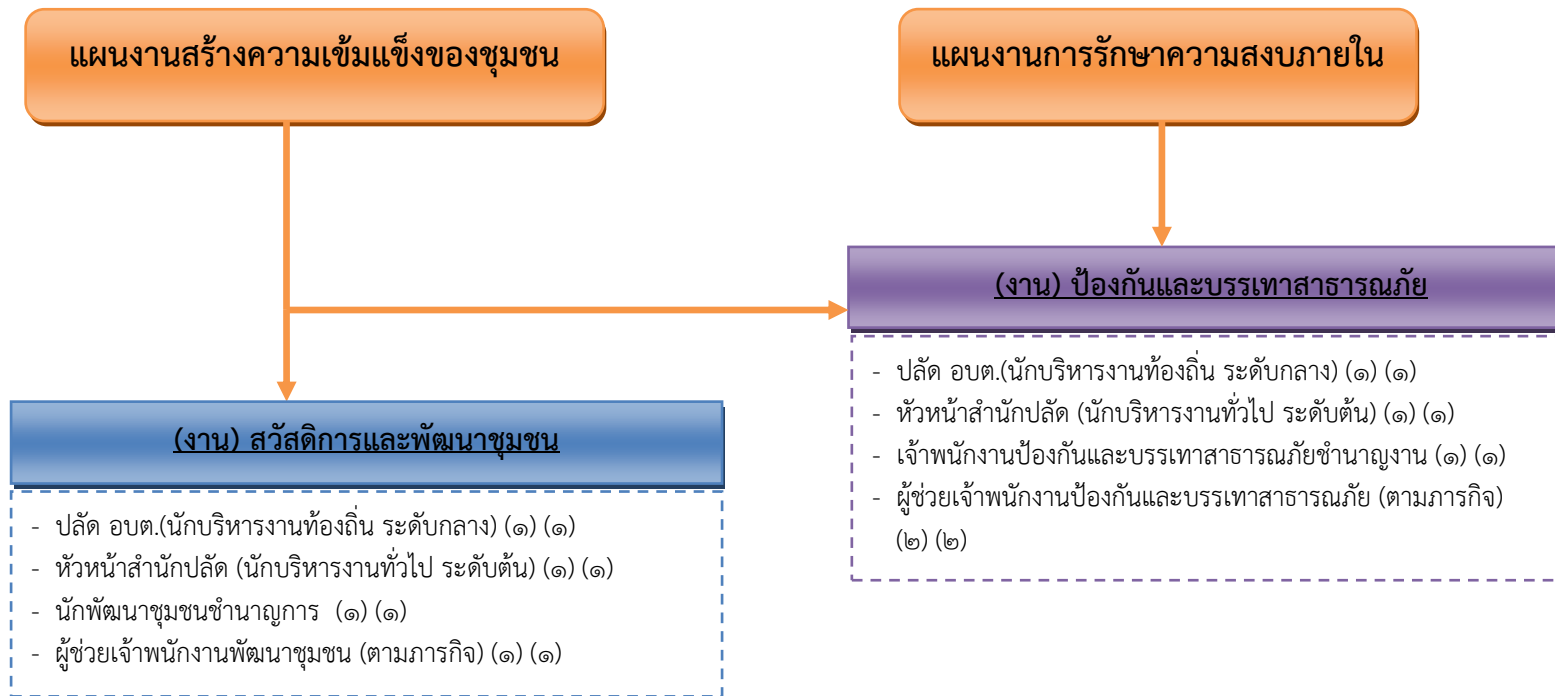 แผนงานสร้างความเข้มแข็งของชุมชน
แผนงานการรักษาความสงบภายใน
(งาน) ป้องกันและบรรเทาสาธารณภัย
- ปลัด อบต.(นักบริหารงานท้องถิ่น ระดับกลาง) (๑) (๑)
- หัวหน้าสำนักปลัด (นักบริหารงานทั่วไป ระดับต้น) (๑) (๑)
- เจ้าพนักงานป้องกันและบรรเทาสาธารณภัยชำนาญงาน (๑) (๑)
- ผู้ช่วยเจ้าพนักงานป้องกันและบรรเทาสาธารณภัย (ตามภารกิจ)
(๒) (๒)
(งาน) สวัสดิการและพัฒนาชุมชน
- ปลัด อบต.(นักบริหารงานท้องถิ่น ระดับกลาง) (๑) (๑)
- หัวหน้าสำนักปลัด (นักบริหารงานทั่วไป ระดับต้น) (๑) (๑)
- นักพัฒนาชุมชนชำนาญการ (๑) (๑)
- ผู้ช่วยเจ้าพนักงานพัฒนาชุมชน (ตามภารกิจ) (๑) (๑)